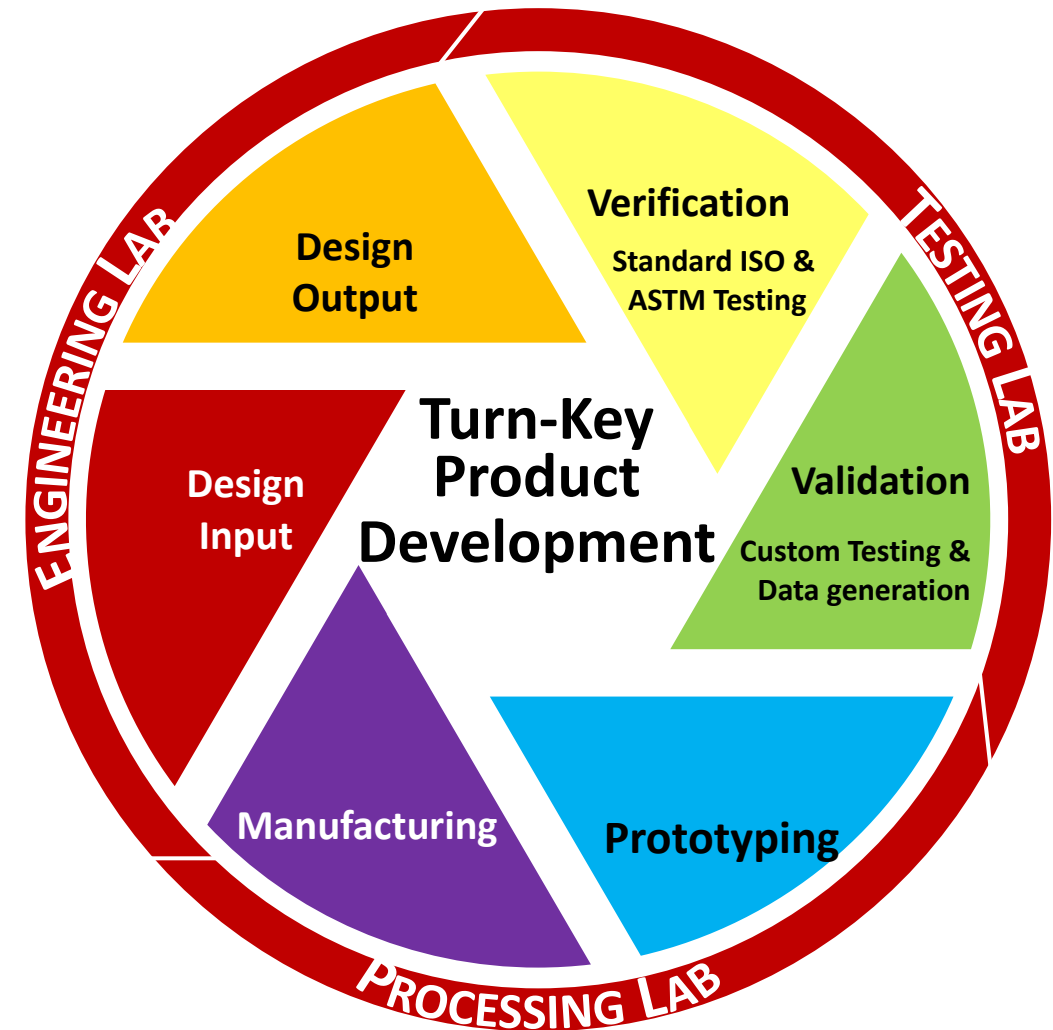 Turn-Key
Product
Development
ENGINEERING LAB
Design
Input
Design
Output
TESTING LAB
Verification
Standard ISO &
ASTM Testing
Validation
Custom Testing &
Data generation
PROCESSING LAB
Prototyping
Manufacturing